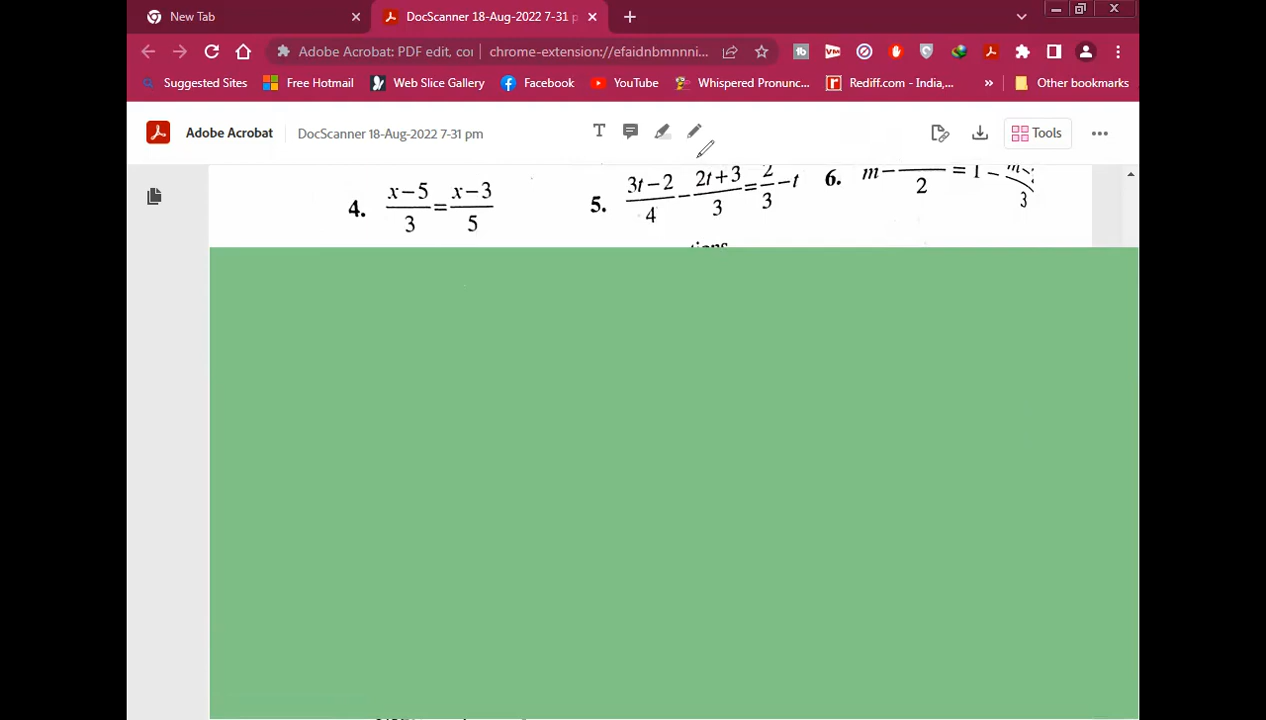 New Tab
DocScanner 18-Aug-2022 7-31 p
Adobe Acrobat: PDF edit, co | chrome-extension://efaidnbmnnni...
Suggested Sites Free Hotmail Web Slice Gallery Facebook YouTube Whispered Pronunc... Rediff.com - India,... » Other bookmarks
Adobe Acrobat DocScanner 18-Aug-2022 7-31 pm T Tools
4. (x-5)/3 = (x-3)/5 5. (3t-2)/4 - (2t+3)/3 = 2/3 - t 6.